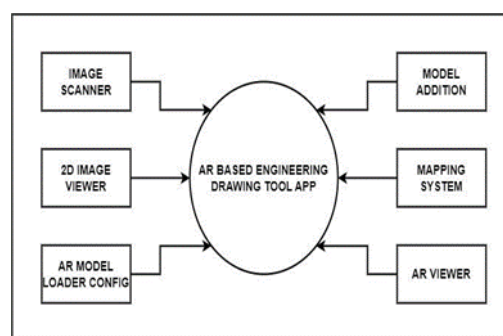 IMAGE
SCANNER
MODEL
ADDITION
2D IMAGE
VIEWER
AR BASED ENGINEERING
DRAWING TOOL APP
MAPPING
SYSTEM
AR MODEL
LOADER CONFIG
AR VIEWER